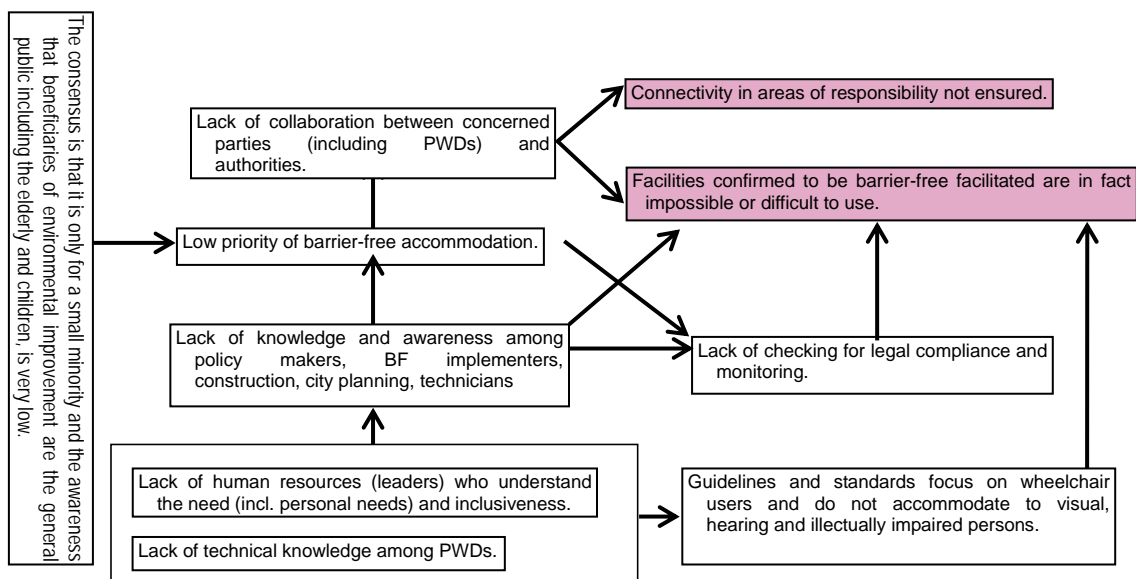 The consensus is that it is only for a small minority and the awareness
that beneficiaries of environmental improvement are the general
public including the elderly and children, is very low.
Connectivity in areas of responsibility not ensured.
Lack of collaboration between concerned
parties (including PWDs) and
authorities.
Facilities confirmed to be barrier-free facilitated are in fact
impossible or difficult to use.
Low priority of barrier-free accommodation.
Lack of knowledge and awareness among
policy makers, BF implementers,
construction, city planning, technicians
Lack of checking for legal compliance and
monitoring.
Lack of human resources (leaders) who understand
the need (incl. personal needs) and inclusiveness.
Lack of technical knowledge among PWDs.
Guidelines and standards focus on wheelchair
users and do not accommodate to visual,
hearing and illectually impaired persons.